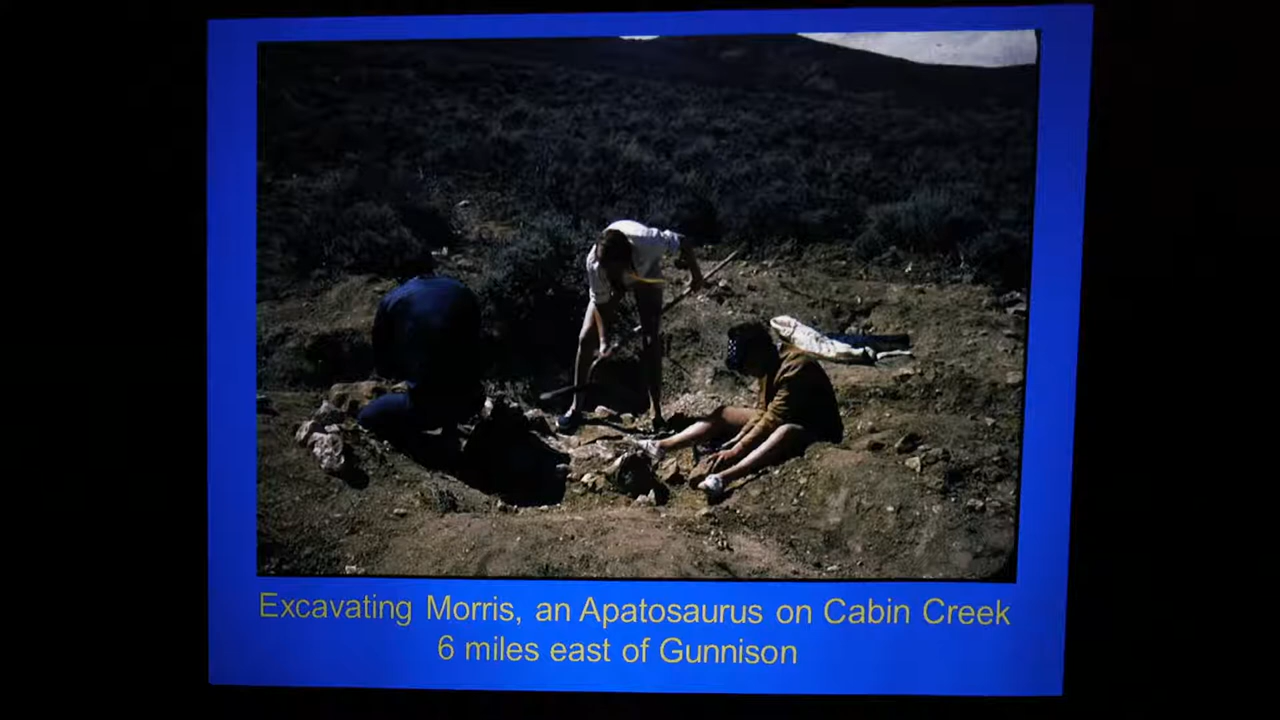 Excavating Morris, an Apatosaurus on Cabin Creek
6 miles east of Gunnison